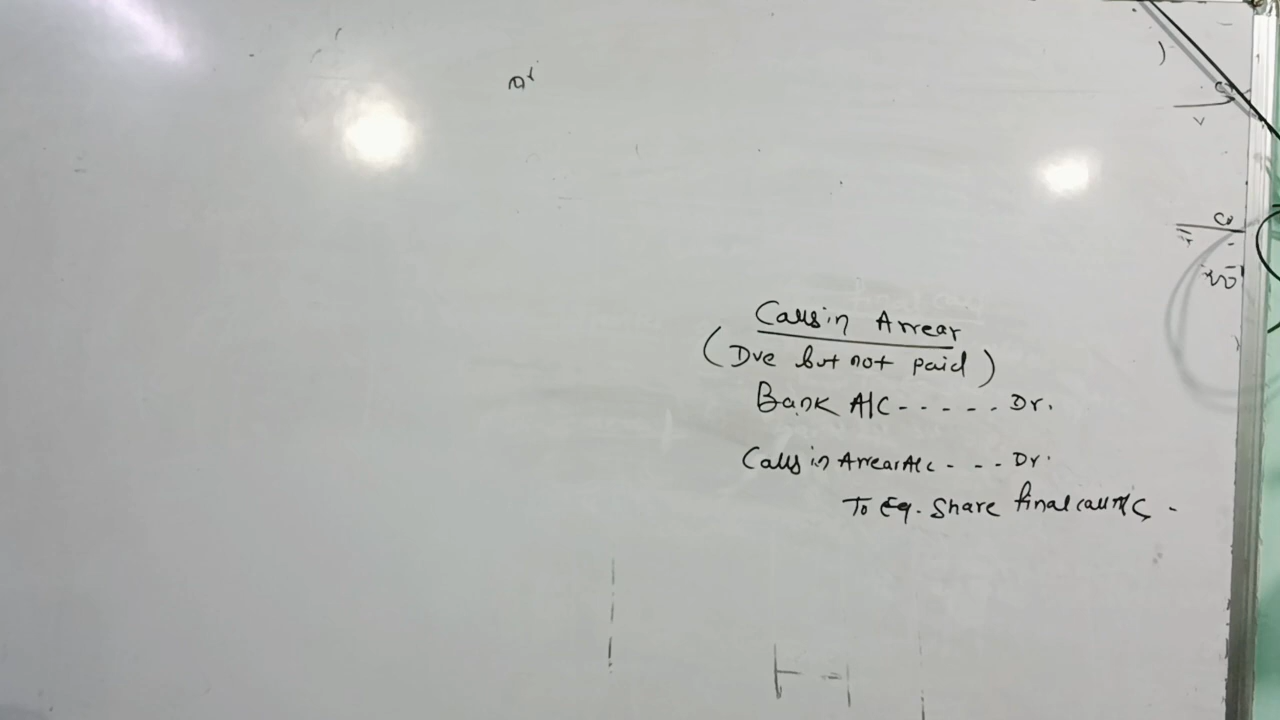 Calls in Arrear
(Due but not paid)
Bank A/C - - - - - Dr.
Calls in Arrear A/c - - - - Dr.
To Eq. Share final call A/C -